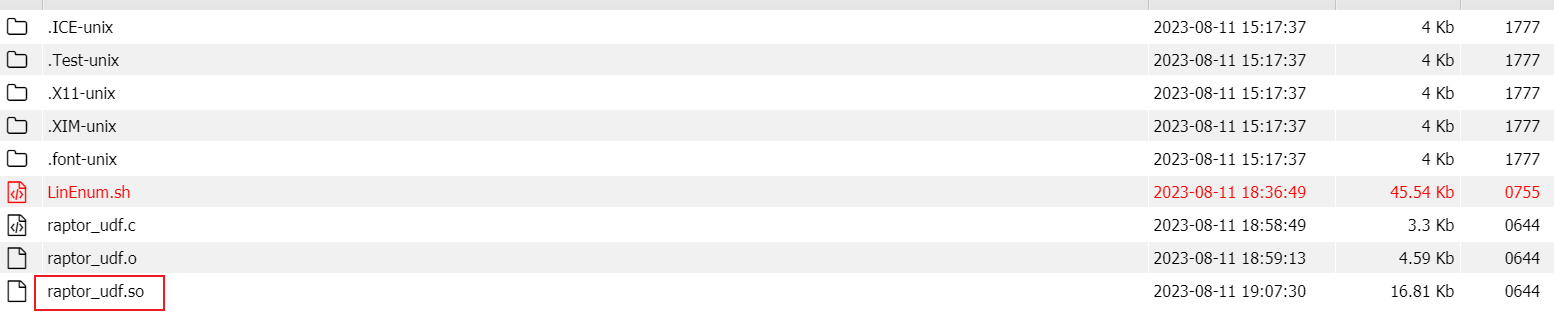 .ICE-unix 2023-08-11 15:17:37 4 Kb 1777
.Test-unix 2023-08-11 15:17:37 4 Kb 1777
.X11-unix 2023-08-11 15:17:37 4 Kb 1777
.XIM-unix 2023-08-11 15:17:37 4 Kb 1777
.font-unix 2023-08-11 15:17:37 4 Kb 1777
LinEnum.sh 2023-08-11 18:36:49 45.54 Kb 0755
raptor_udf.c 2023-08-11 18:58:49 3.3 Kb 0644
raptor_udf.o 2023-08-11 18:59:13 4.59 Kb 0644
raptor_udf.so 2023-08-11 19:07:30 16.81 Kb 0644